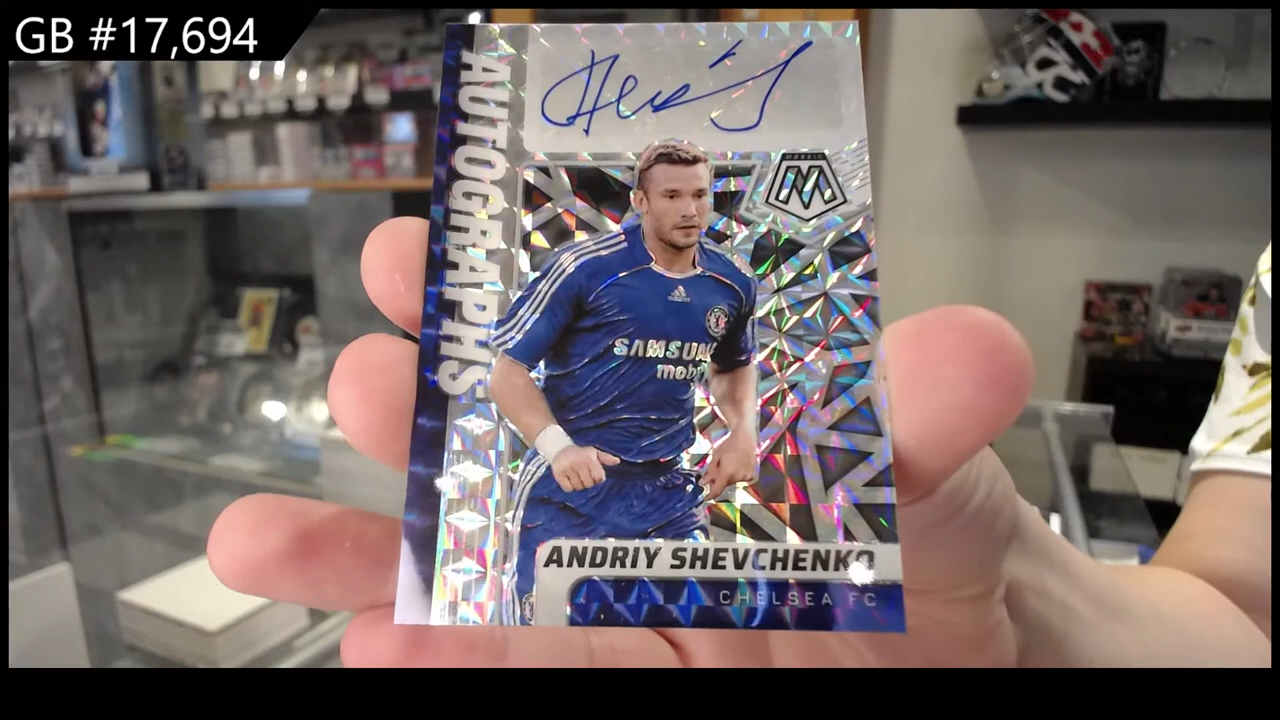 GB #17,694
AUTOGRAPHS
MOSAIC
SAMSUNG
mobile
ANDRIY SHEVCHENKO
CHELSEA FC